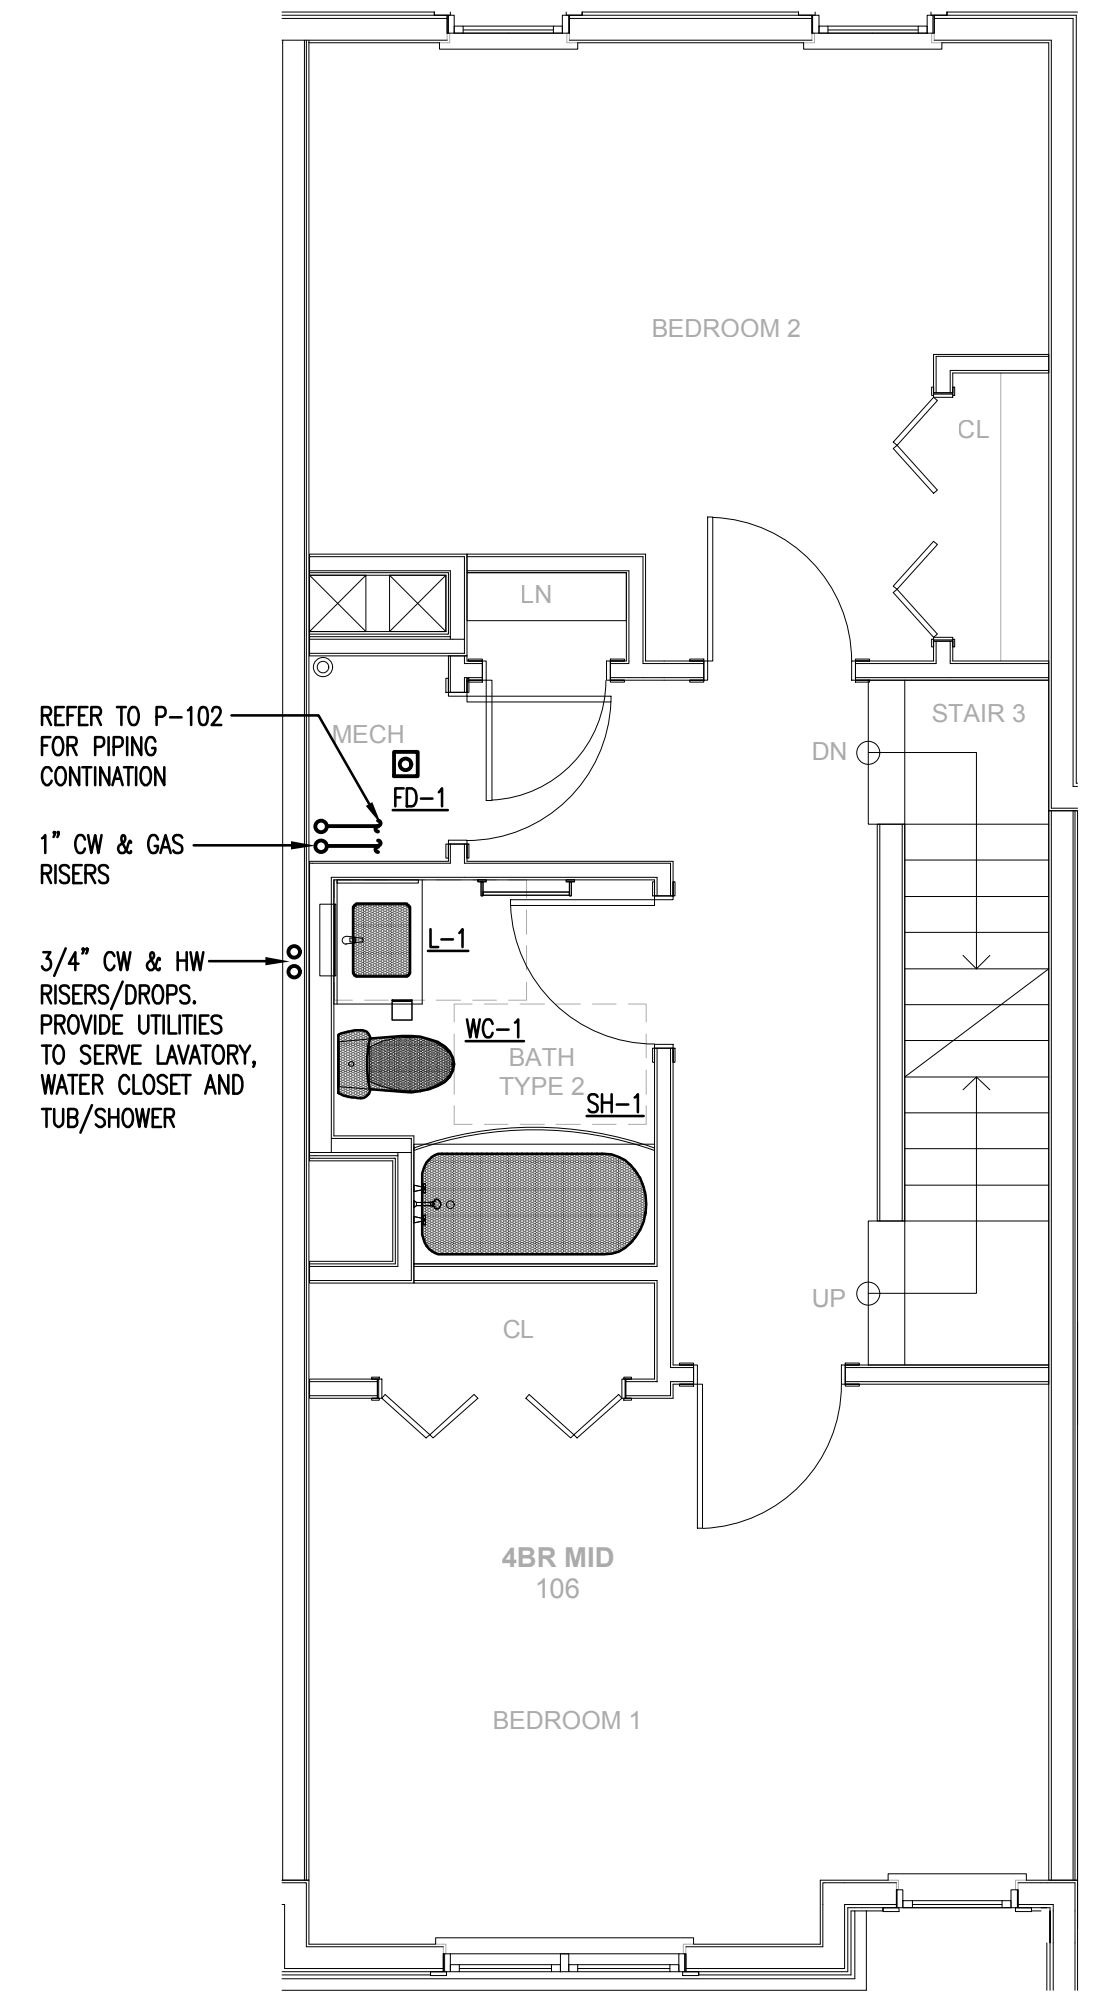 BEDROOM 2
CL
LN
REFER TO P-102
FOR PIPING
CONTINATION
MECH
FD-1
STAIR 3
DN
1" CW & GAS
RISERS
3/4" CW & HW
RISERS/DROPS.
PROVIDE UTILITIES
TO SERVE LAVATORY,
WATER CLOSET AND
TUB/SHOWER
L-1
WC-1
BATH
TYPE 2
SH-1
UP
CL
4BR MID
106
BEDROOM 1